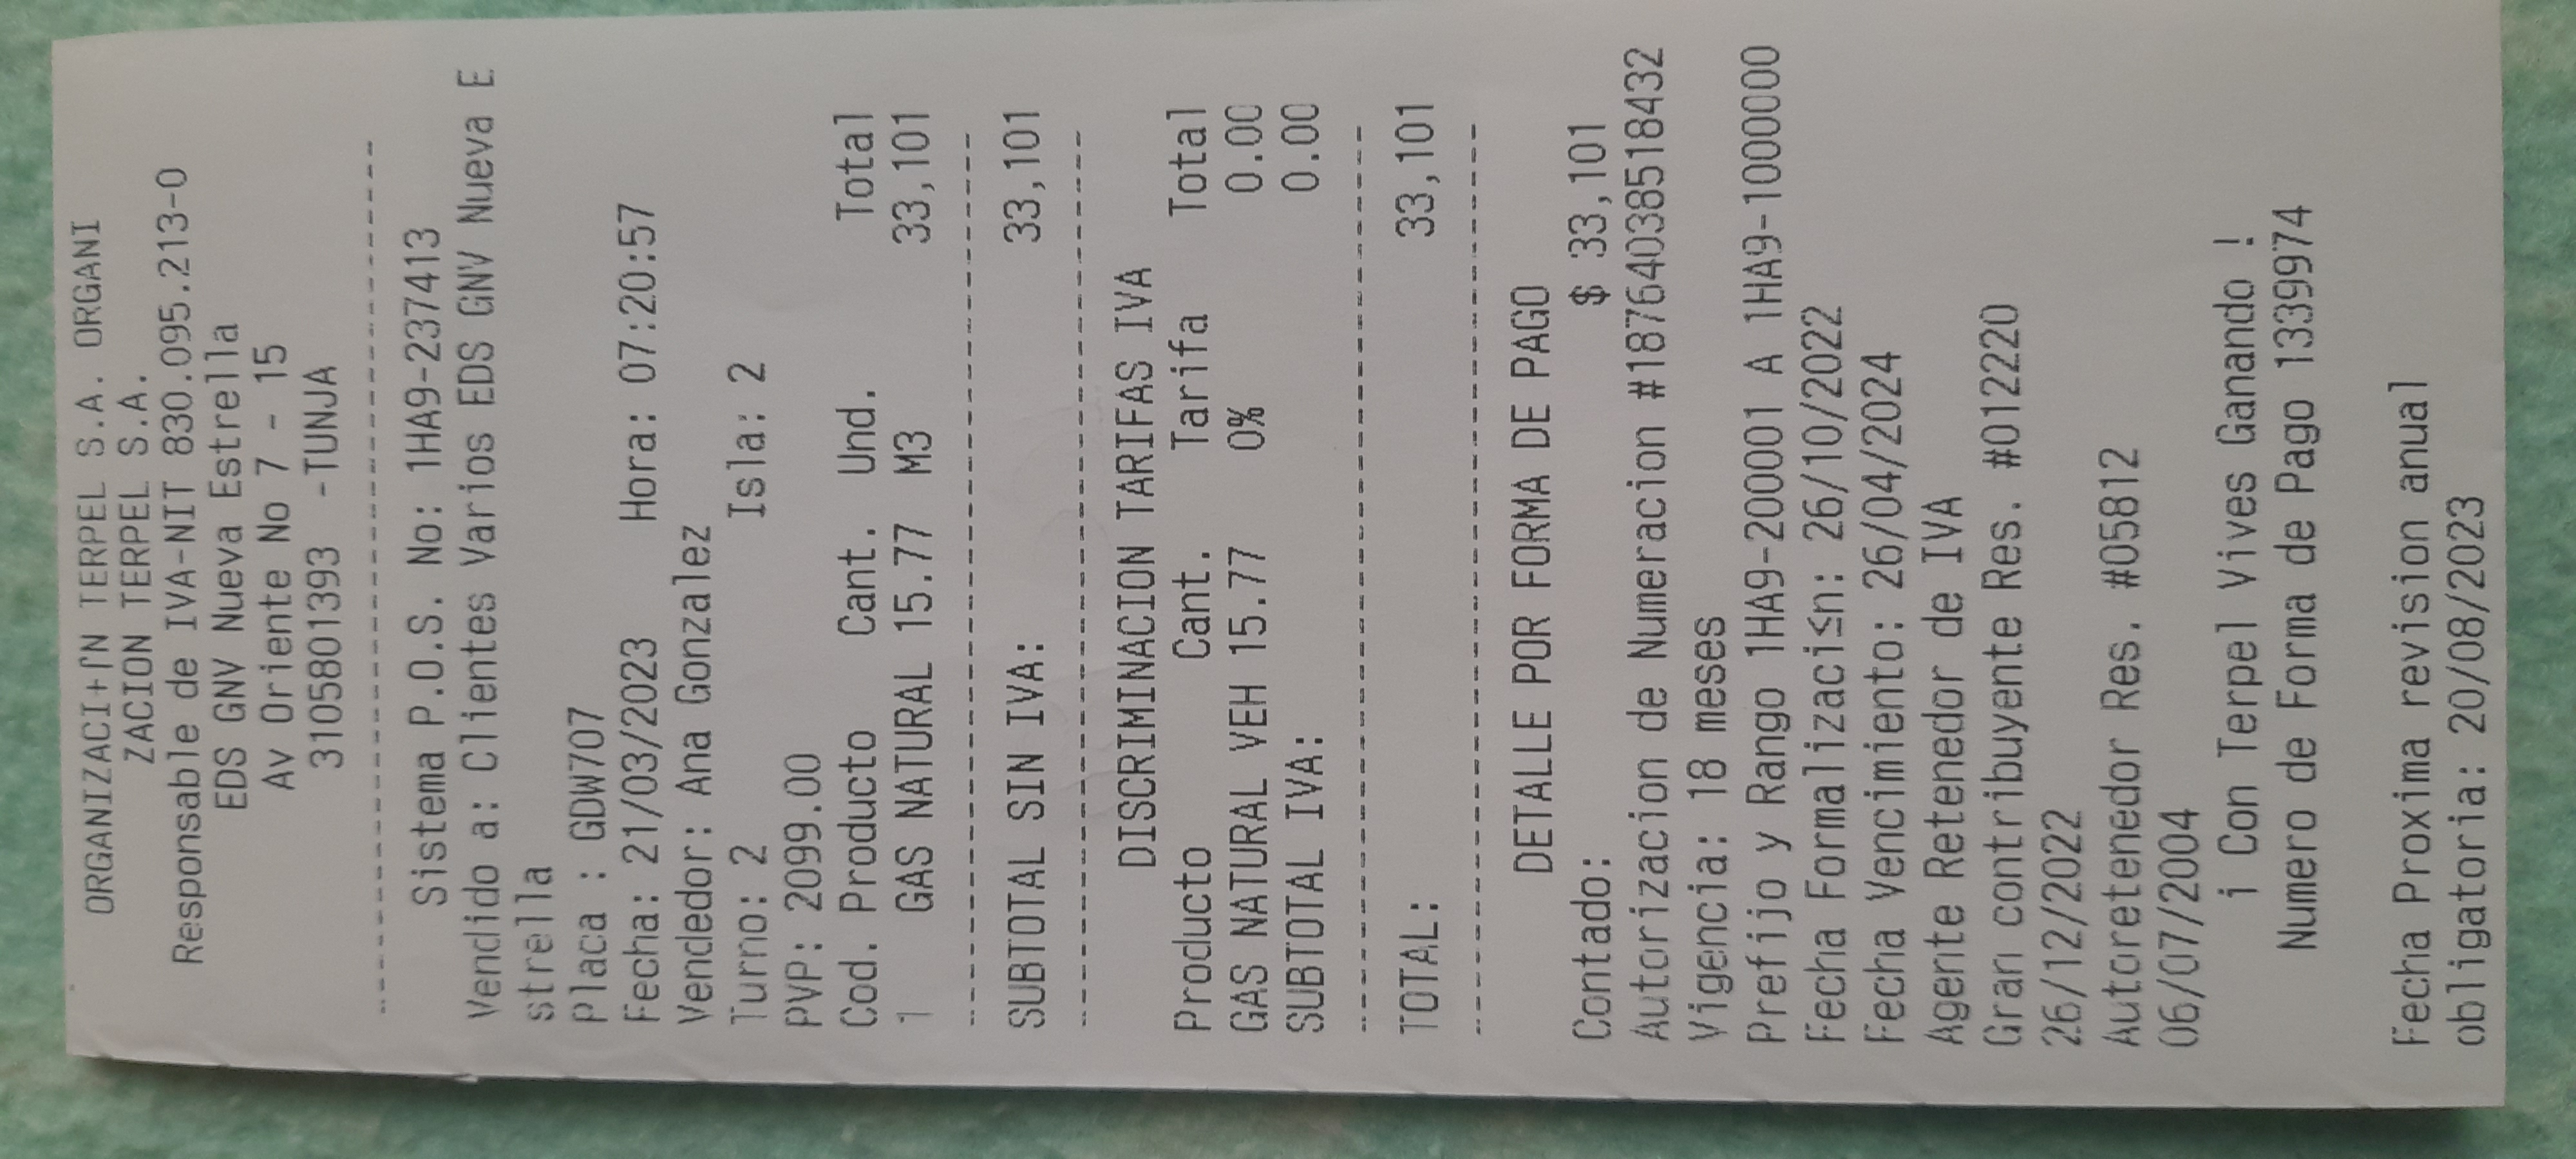 ORGANIZACI+ΓN TERPEL S.A. ORGANI
ZACION TERPEL S.A.
Responsable de IVA-NIT 830.095.213-0
EDS GNV Nueva Estrella
Av Oriente No 7 - 15
3105801393 -TUNJA
Sistema P.O.S. No: 1HA9-237413
Vendido a: Clientes Varios EDS GNV Nueva E
strella
Placa : GDW707
Fecha: 21/03/2023 Hora: 07:20:57
Vendedor: Ana Gonzalez
Turno: 2 Isla: 2
PVP: 2099.00
Cod. Producto Cant. Und. Total
1 GAS NATURAL 15.77 M3 33,101
SUBTOTAL SIN IVA: 33,101
DISCRIMINACION TARIFAS IVA
Producto Cant. Tarifa Total
GAS NATURAL VEH 15.77 0% 0.00
SUBTOTAL IVA: 0.00
TOTAL: 33,101
DETALLE POR FORMA DE PAGO
Contado: $ 33,101
Autorizacion de Numeracion #18764038518432
Vigencia: 18 meses
Prefijo y Rango 1HA9-200001 A 1HA9-1000000
Fecha Formalizaci≤n: 26/10/2022
Fecha Vencimiento: 26/04/2024
Agente Retenedor de IVA
Gran contribuyente Res. #012220
26/12/2022
Autoretenedor Res. #05812
06/07/2004
¡ Con Terpel Vives Ganando !
Numero de Forma de Pago 13399974
Fecha Proxima revision anual
obligatoria: 20/08/2023